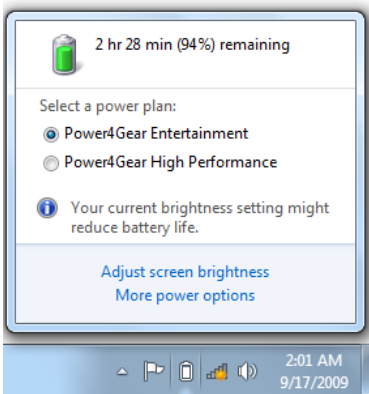 2 hr 28 min (94%) remaining
Select a power plan:
Power4Gear Entertainment
Power4Gear High Performance
Your current brightness setting might
reduce battery life.
Adjust screen brightness
More power options
2:01 AM
9/17/2009